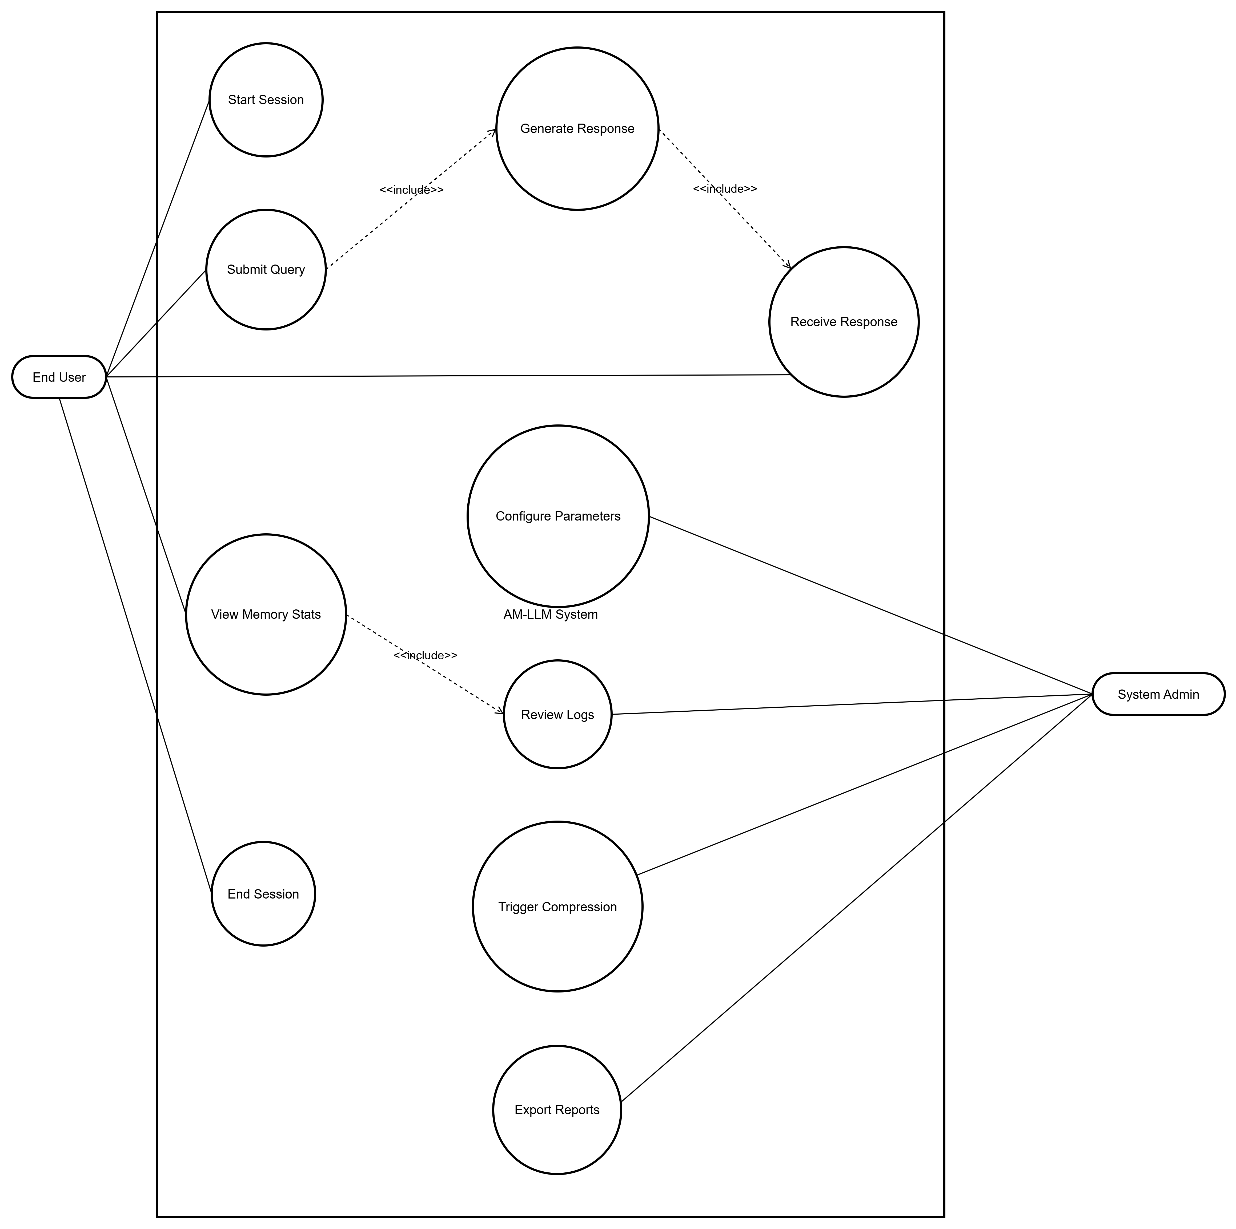 Start Session
Generate Response
<<include>>
<<include>>
Submit Query
Receive Response
End User
Configure Parameters
View Memory Stats
AM-LLM System
<<include>>
System Admin
Review Logs
End Session
Trigger Compression
Export Reports